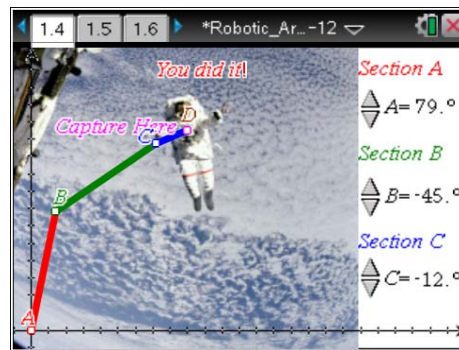 1.4 1.5 1.6 *Robotic_Ar...-12
You did it!
Capture Here
D
C
B
A
Section A
A= 79.°
Section B
B= -45.°
Section C
C= -12.°